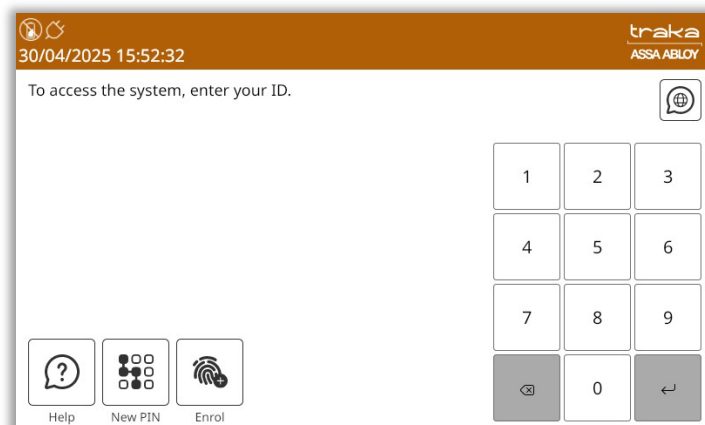 30/04/2025 15:52:32
traka
ASSA ABLOY
To access the system, enter your ID.
1 2 3
4 5 6
7 8 9
0
Help New PIN Enrol